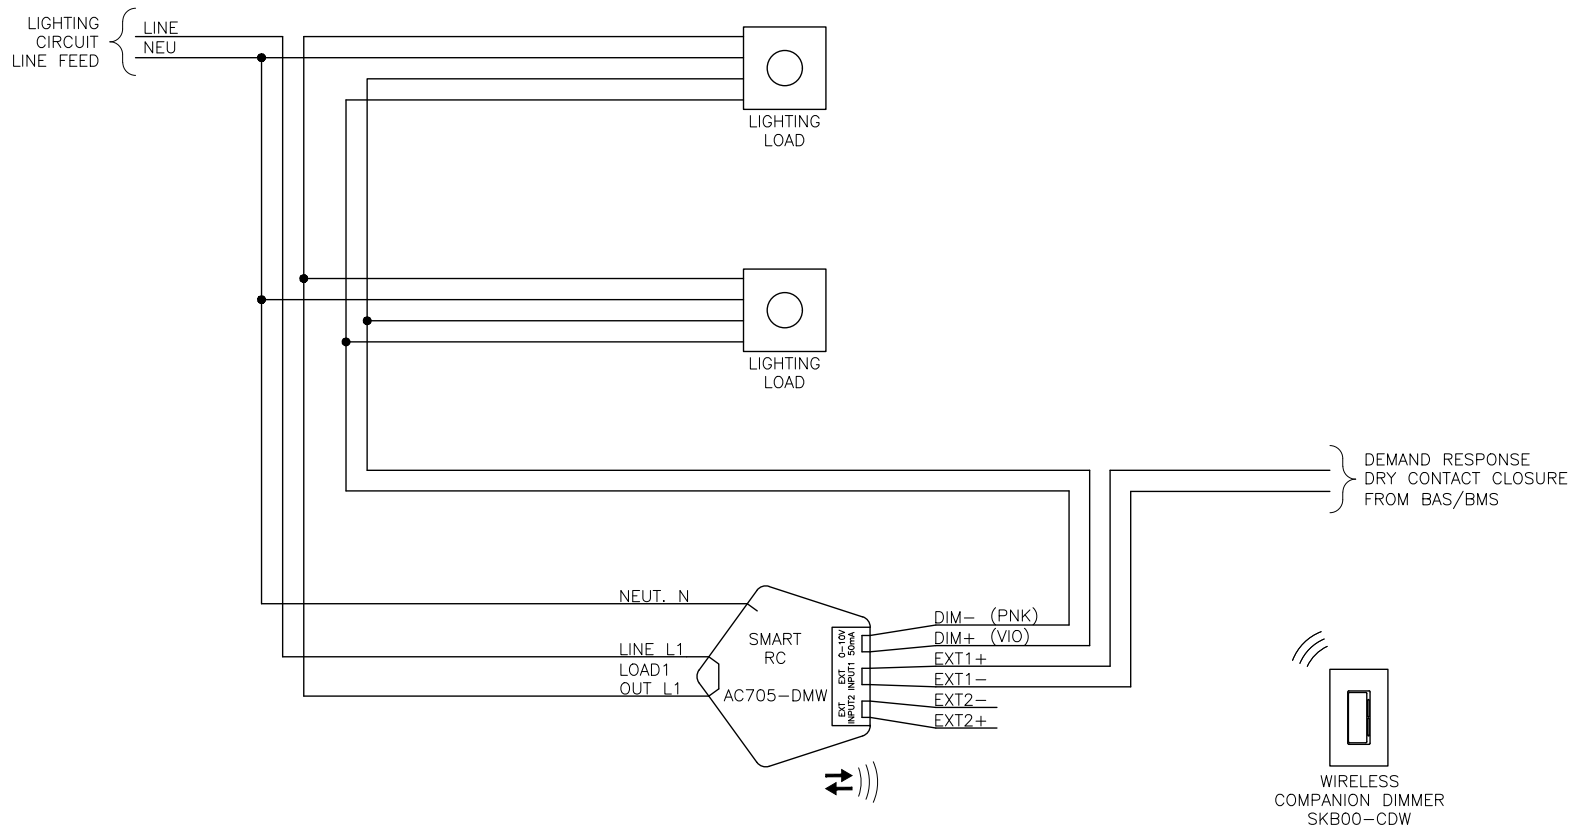 LIGHTING
CIRCUIT
LINE FEED
LINE
NEU
LIGHTING
LOAD
LIGHTING
LOAD
DEMAND RESPONSE
DRY CONTACT CLOSURE
FROM BAS/BMS
NEUT. N
LINE L1
LOAD1
OUT L1
SMART
RC
AC705-DMW
0-10V
50mA
EXT
INPUT1
EXT
INPUT2
DIM- (PNK)
DIM+ (VIO)
EXT1+
EXT1-
EXT2-
EXT2+
WIRELESS
COMPANION DIMMER
SKB00-CDW